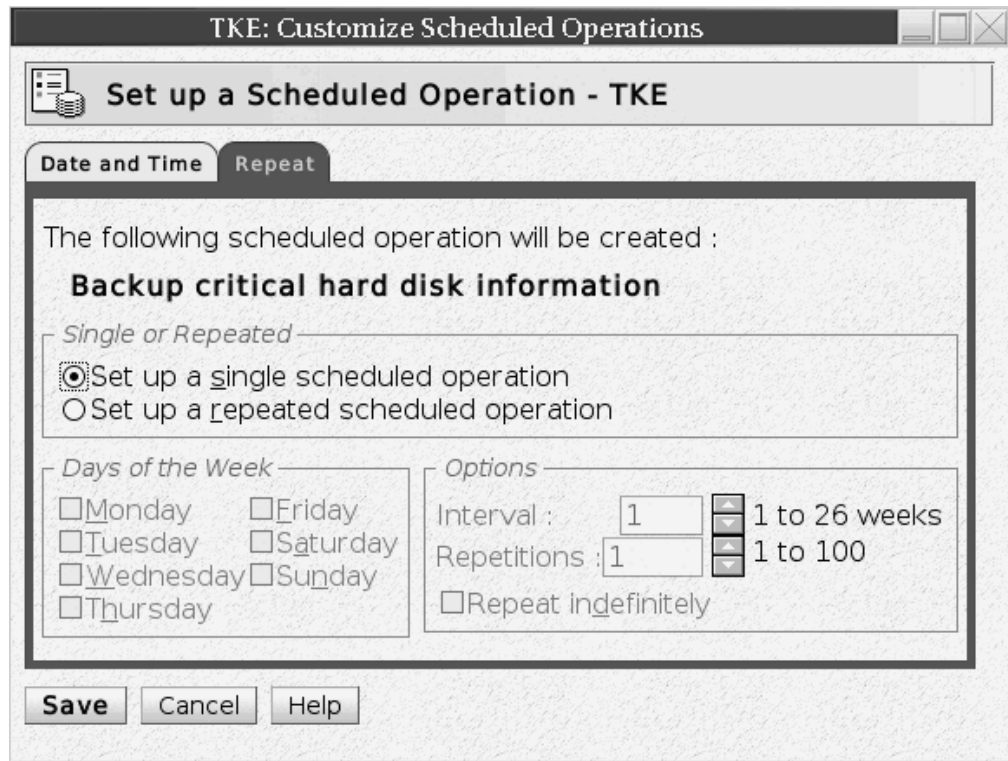 TKE: Customize Scheduled Operations
Set up a Scheduled Operation - TKE
Date and Time Repeat
The following scheduled operation will be created :
Backup critical hard disk information
Single or Repeated
Set up a single scheduled operation
Set up a repeated scheduled operation
Days of the Week
Monday Friday
Tuesday Saturday
Wednesday Sunday
Thursday
Options
Interval : 1 1 to 26 weeks
Repetitions : 1 1 to 100
Repeat indefinitely
Save Cancel Help